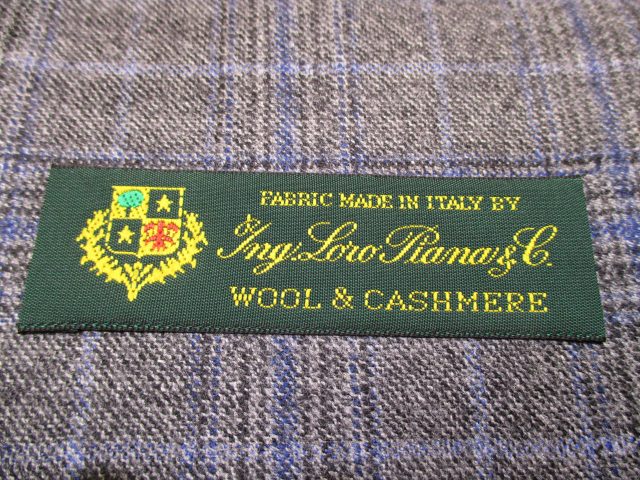 FABRIC MADE IN ITALY BY
Ing. Loro Piana & C.
WOOL & CASHMERE